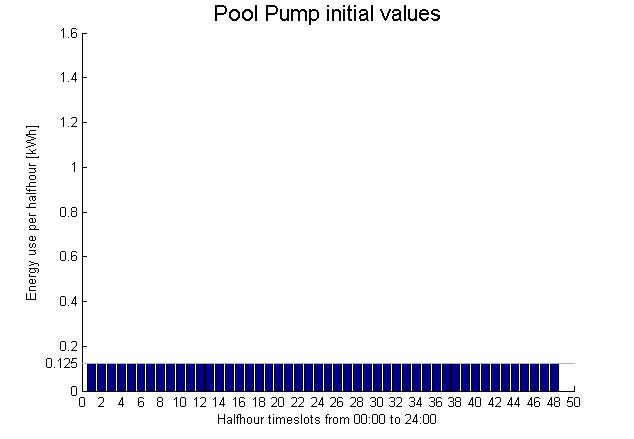 Pool Pump initial values
1.6
1.4
1.2
1
0.8
0.6
0.4
0.2
0.125
0
0 2 4 6 8 10 12 14 16 18 20 22 24 26 28 30 32 34 36 38 40 42 44 46 48 50
Halfhour timeslots from 00:00 to 24:00
Energy use per halfhour [kWh]